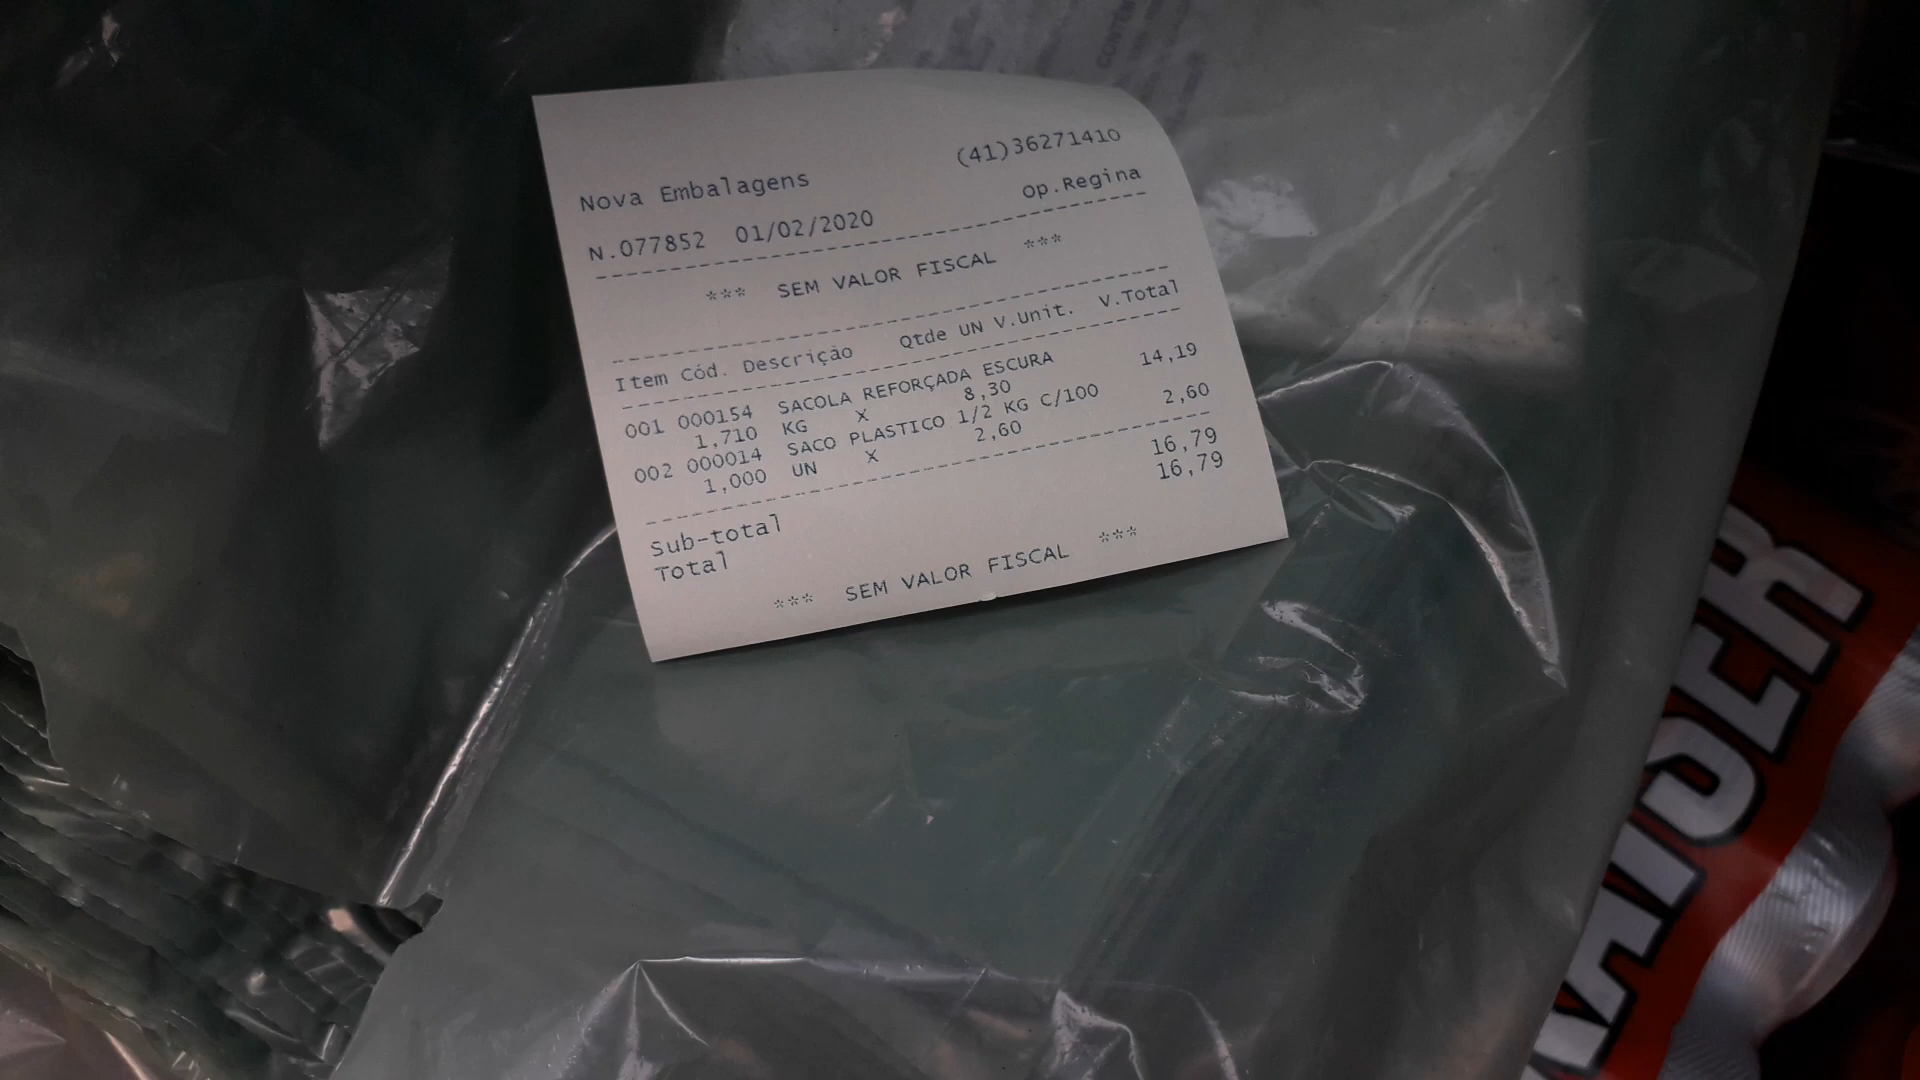 Nova Embalagens (41)36271410
N.077852 01/02/2020 Op.Regina
*** SEM VALOR FISCAL ***
Item Cód. Descrição Qtde UN V.Unit. V.Total
001 000154 SACOLA REFORÇADA ESCURA
1,710 KG X 8,30 14,19
002 000014 SACO PLASTICO 1/2 KG C/100
1,000 UN X 2,60 2,60
Sub-total 16,79
Total 16,79
*** SEM VALOR FISCAL ***